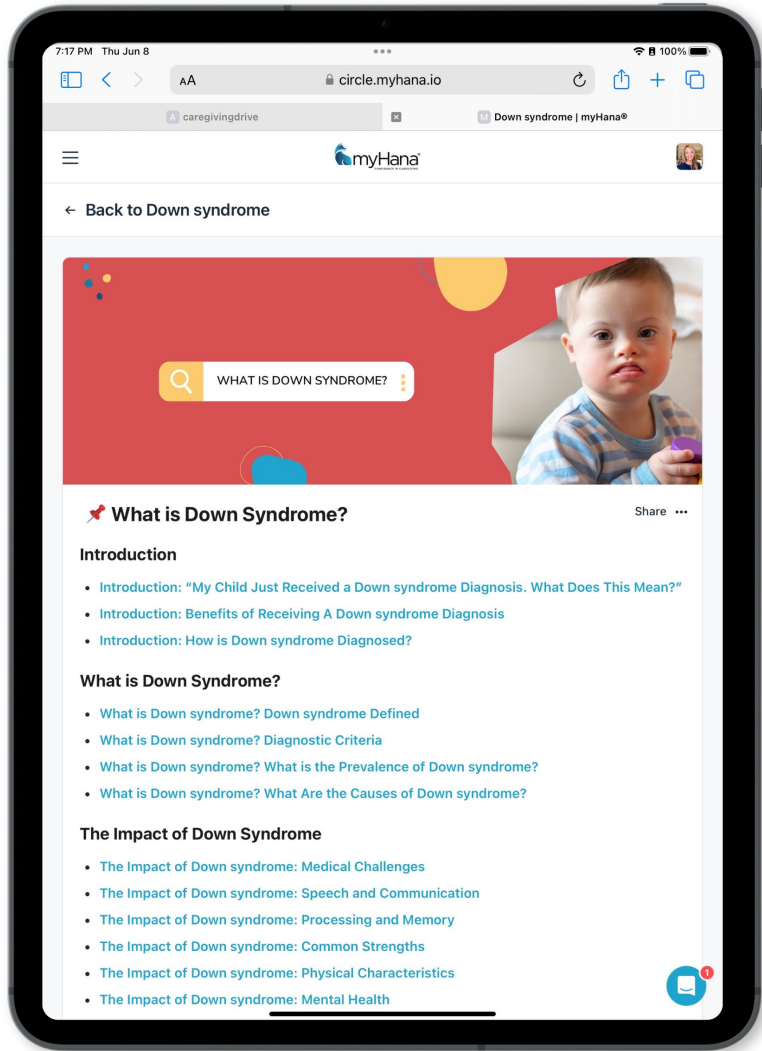 7:17 PM Thu Jun 8
100%
AA
circle.myhana.io
A caregivingdrive
M Down syndrome | myHana®
myHana®
CONFIDENCE IN CAREGIVING
← Back to Down syndrome
WHAT IS DOWN SYNDROME?
What is Down Syndrome?
Share
Introduction
• Introduction: “My Child Just Received a Down syndrome Diagnosis. What Does This Mean?”
• Introduction: Benefits of Receiving A Down syndrome Diagnosis
• Introduction: How is Down syndrome Diagnosed?
What is Down Syndrome?
• What is Down syndrome? Down syndrome Defined
• What is Down syndrome? Diagnostic Criteria
• What is Down syndrome? What is the Prevalence of Down syndrome?
• What is Down syndrome? What Are the Causes of Down syndrome?
The Impact of Down Syndrome
• The Impact of Down syndrome: Medical Challenges
• The Impact of Down syndrome: Speech and Communication
• The Impact of Down syndrome: Processing and Memory
• The Impact of Down syndrome: Common Strengths
• The Impact of Down syndrome: Physical Characteristics
• The Impact of Down syndrome: Mental Health
1